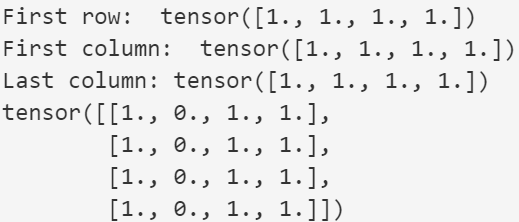 First row:  tensor([1., 1., 1., 1.])
First column:  tensor([1., 1., 1., 1.])
Last column: tensor([1., 1., 1., 1.])
tensor([[1., 0., 1., 1.],
        [1., 0., 1., 1.],
        [1., 0., 1., 1.],
        [1., 0., 1., 1.]])